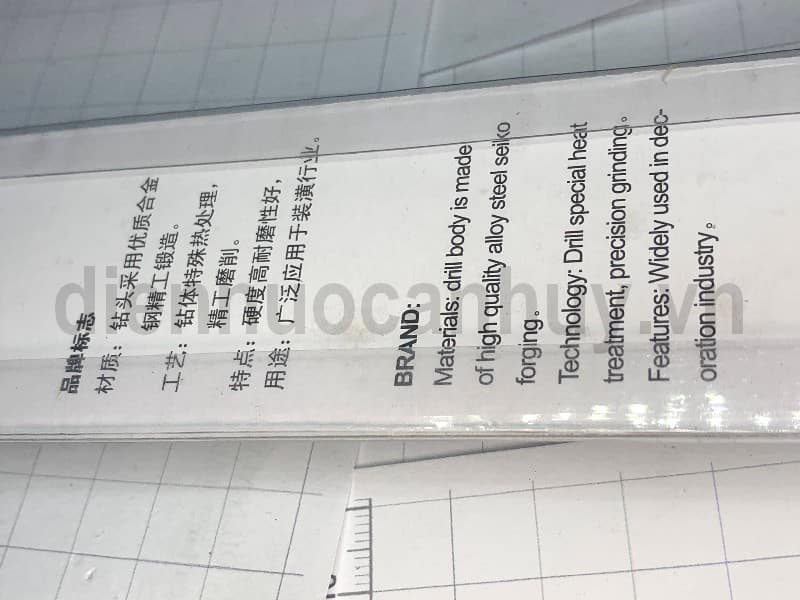 品牌标志
材质：钻头采用优质合金
钢精工锻造。
工艺：钻体特殊热处理，
精工磨削。
特点：硬度高耐磨性好，
用途：广泛应用于装潢行业。
BRAND:
Materials: drill body is made
of high quality alloy steel seiko
forging。
Technology: Drill special heat
treatment, precision grinding。
Features: Widely used in dec-
oration industry。
diennuocanhuy.vn